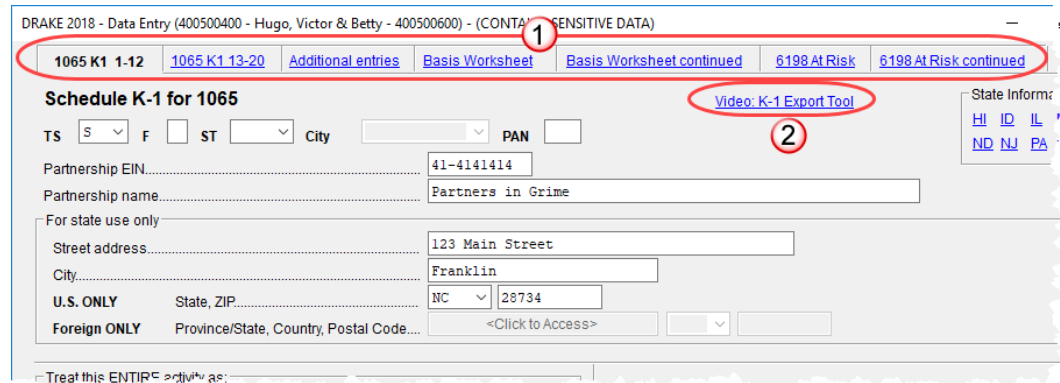 DRAKE 2018 - Data Entry (400500400 - Hugo, Victor & Betty - 400500600) - (CONTA SENSITIVE DATA)
1
1065 K1 1-12 1065 K1 13-20 Additional entries Basis Worksheet Basis Worksheet continued 6198 At Risk 6198 At Risk continued
Schedule K-1 for 1065 Video: K-1 Export Tool State Informa
2
HI ID IL
TS S F ST City PAN
ND NJ PA
Partnership EIN 41-4141414
Partnership name Partners in Grime
For state use only
Street address 123 Main Street
City Franklin
U.S. ONLY State, ZIP NC 28734
Foreign ONLY Province/State, Country, Postal Code.... <Click to Access>
Treat this ENTIRE activity as: